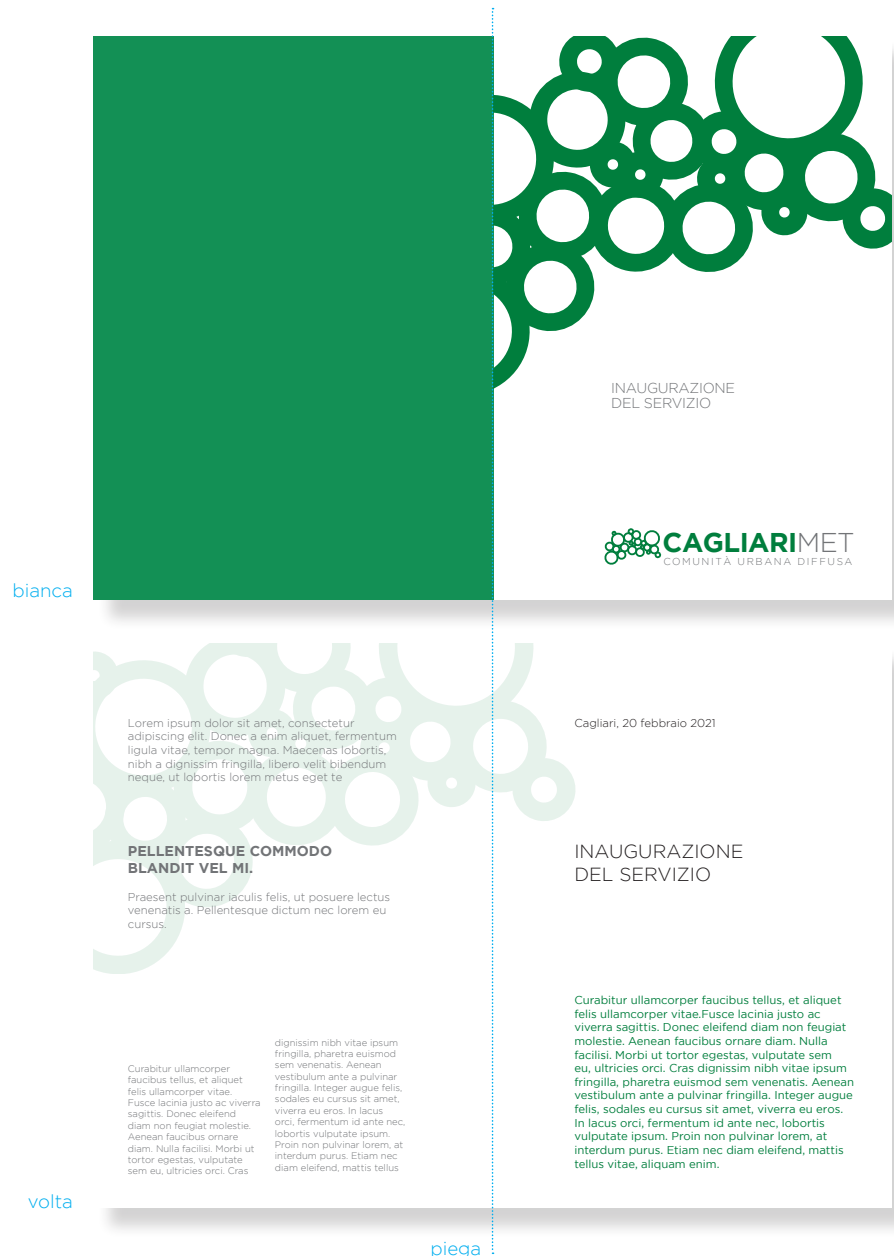 INAUGURAZIONE
DEL SERVIZIO
CAGLIARIMET
COMUNITÀ URBANA DIFFUSA
bianca
Lorem ipsum dolor sit amet, consectetur
adipiscing elit. Donec a enim aliquet, fermentum
ligula vitae, tempor magna. Maecenas lobortis,
nibh a dignissim fringilla, libero velit bibendum
neque, ut lobortis lorem metus eget te
PELLENTESQUE COMMODO
BLANDIT VEL MI.
Praesent pulvinar iaculis felis, ut posuere lectus
venenatis a. Pellentesque dictum nec lorem eu
cursus.
Curabitur ullamcorper
faucibus tellus, et aliquet
felis ullamcorper vitae.
Fusce lacinia justo ac viverra
sagittis. Donec eleifend
diam non feugiat molestie.
Aenean faucibus ornare
diam. Nulla facilisi. Morbi ut
tortor egestas, vulputate
sem eu, ultricies orci. Cras
dignissim nibh vitae ipsum
fringilla, pharetra euismod
sem venenatis. Aenean
vestibulum ante a pulvinar
fringilla. Integer augue felis,
sodales eu cursus sit amet,
viverra eu eros. In lacus
orci, fermentum id ante nec,
lobortis vulputate ipsum.
Proin non pulvinar lorem, at
interdum purus. Etiam nec
diam eleifend, mattis tellus
Cagliari, 20 febbraio 2021
INAUGURAZIONE
DEL SERVIZIO
Curabitur ullamcorper faucibus tellus, et aliquet
felis ullamcorper vitae.Fusce lacinia justo ac
viverra sagittis. Donec eleifend diam non feugiat
molestie. Aenean faucibus ornare diam. Nulla
facilisi. Morbi ut tortor egestas, vulputate sem
eu, ultricies orci. Cras dignissim nibh vitae ipsum
fringilla, pharetra euismod sem venenatis. Aenean
vestibulum ante a pulvinar fringilla. Integer augue
felis, sodales eu cursus sit amet, viverra eu eros.
In lacus orci, fermentum id ante nec, lobortis
vulputate ipsum. Proin non pulvinar lorem, at
interdum purus. Etiam nec diam eleifend, mattis
tellus vitae, aliquam enim.
volta
piega